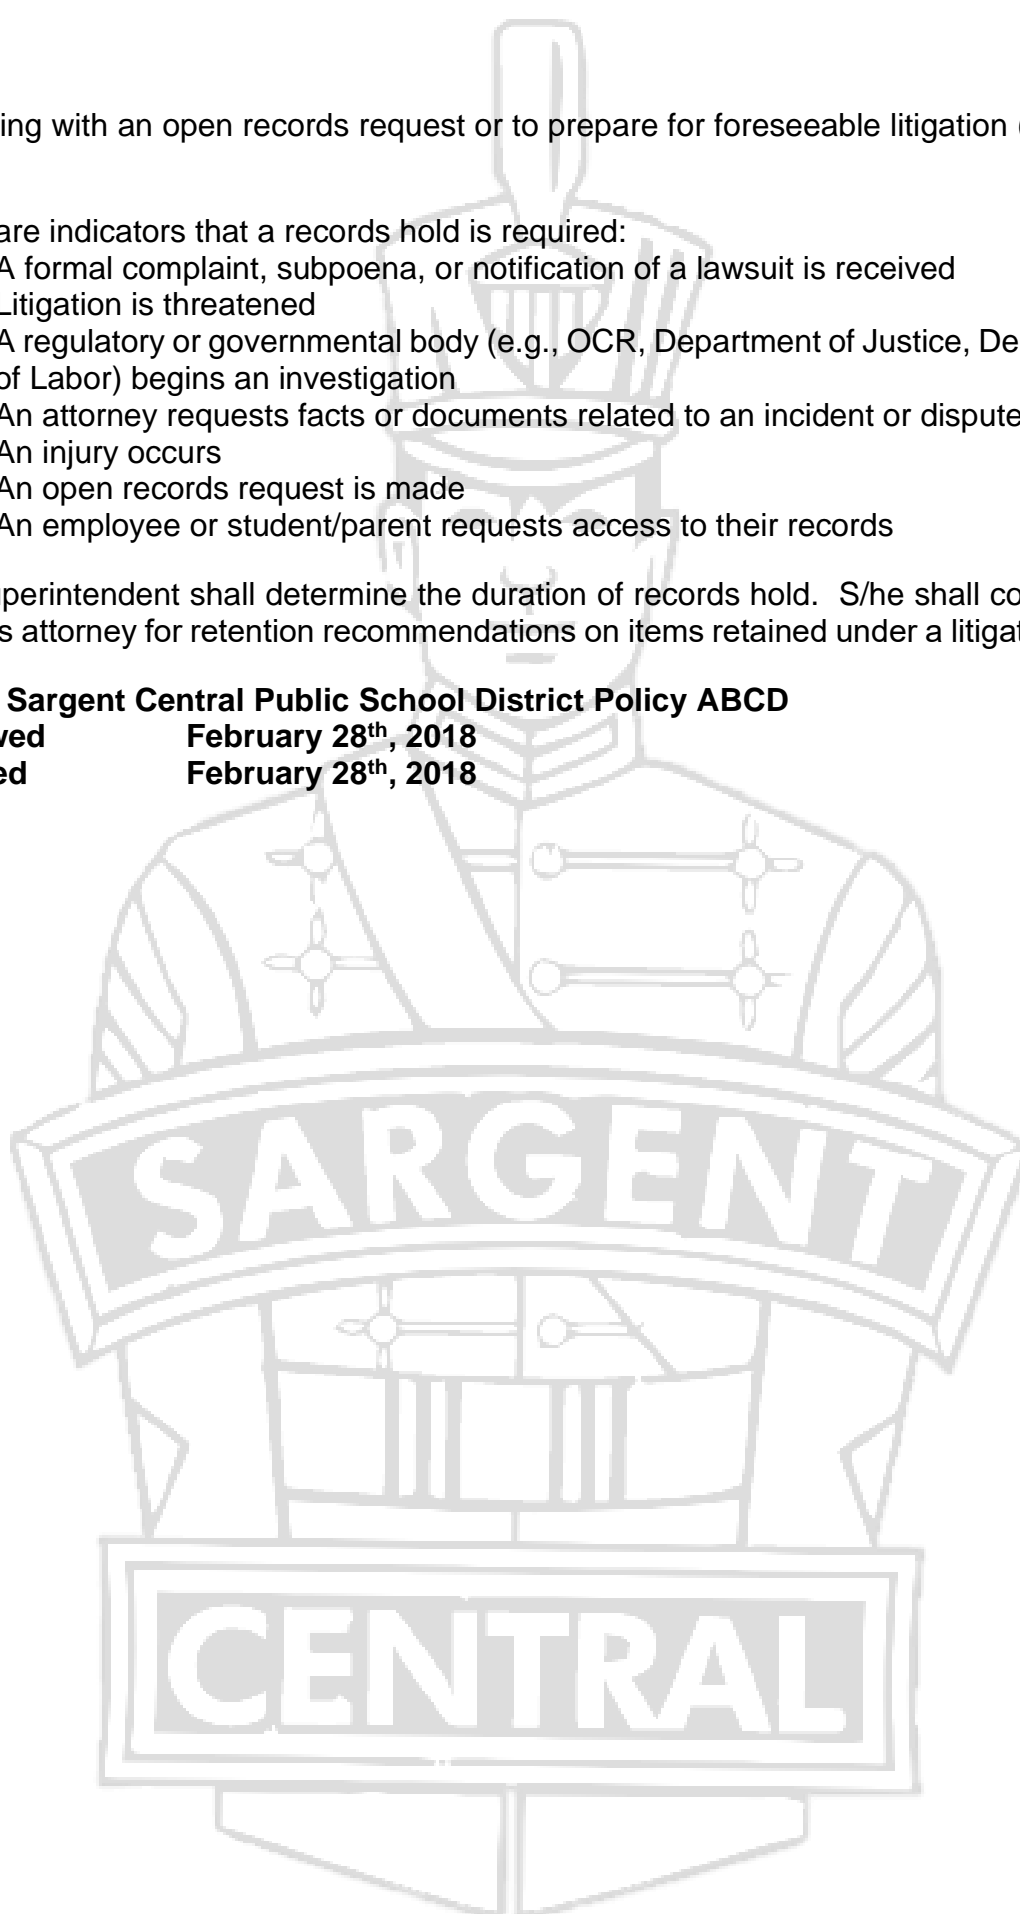 ing with an open records request or to prepare for foreseeable litigation (
are indicators that a records hold is required:
A formal complaint, subpoena, or notification of a lawsuit is received
Litigation is threatened
A regulatory or governmental body (e.g., OCR, Department of Justice, De
of Labor) begins an investigation
An attorney requests facts or documents related to an incident or dispute
An injury occurs
An open records request is made
An employee or student/parent requests access to their records
uperintendent shall determine the duration of records hold. S/he shall co
s attorney for retention recommendations on items retained under a litigat
Sargent Central Public School District Policy ABCD
wed February 28th, 2018
ed February 28th, 2018
SARGENT
CENTRAL